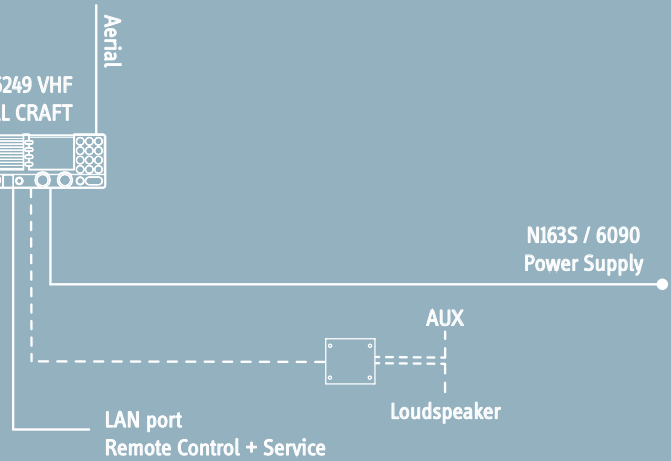 Aerial
6249 VHF
L CRAFT
N163S / 6090
Power Supply
AUX
Loudspeaker
LAN port
Remote Control + Service